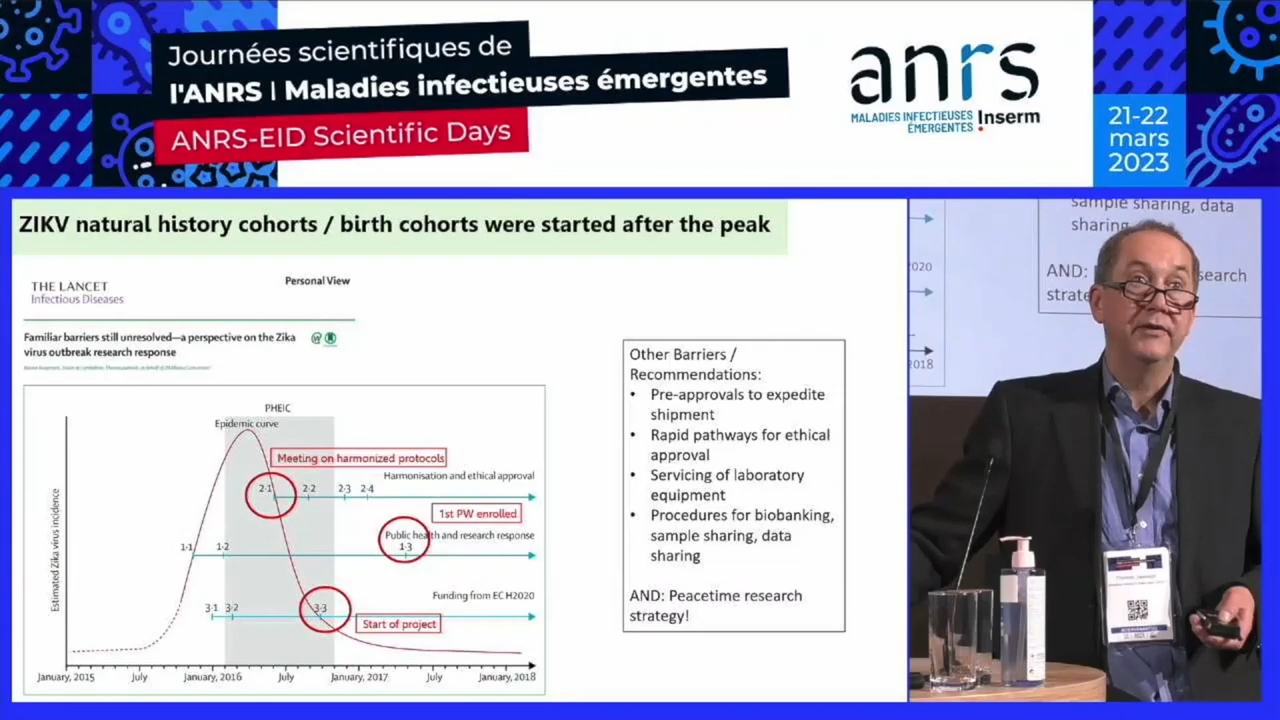 Journées scientifiques de
l'ANRS | Maladies infectieuses émergentes
ANRS-EID Scientific Days
anrs
MALADIES INFECTIEUSES
ÉMERGENTES
Inserm
21-22
mars
2023
ZIKV natural history cohorts / birth cohorts were started after the peak
THE LANCET
Infectious Diseases
Personal View
Familiar barriers still unresolved—a perspective on the Zika
virus outbreak research response
PHEIC
Epidemic curve
Meeting on harmonized protocols
Harmonisation and ethical approval
2·1 2·2 2·3 2·4
1st PW enrolled
Public health and research response
1·1 1·2 1·3
Funding from EC H2020
3·1 3·2 3·3
Start of project
Estimated Zika virus incidence
January, 2015 July January, 2016 July January, 2017 July January, 2018
Other Barriers /
Recommendations:
• Pre-approvals to expedite
shipment
• Rapid pathways for ethical
approval
• Servicing of laboratory
equipment
• Procedures for biobanking,
sample sharing, data
sharing
AND: Peacetime research
strategy!
sample sharing, data
sharing
AND:
search
strate
2020
2018